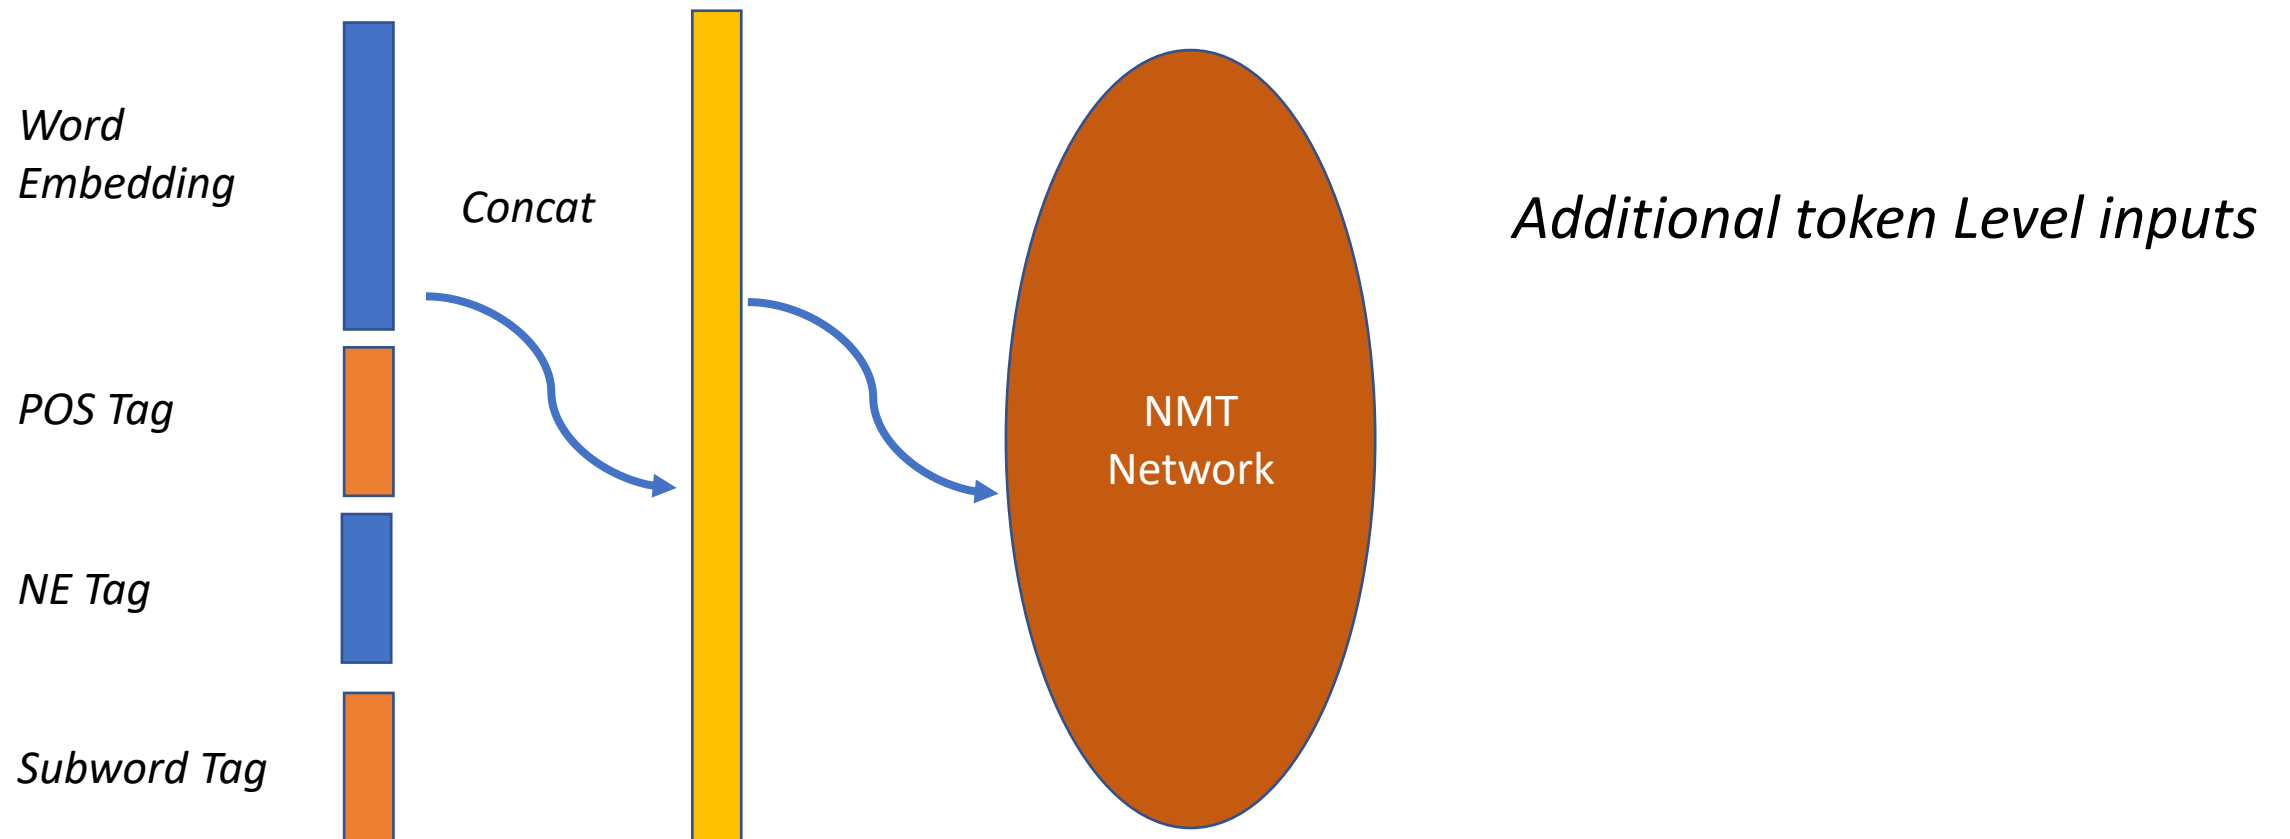 Word
Embedding
Concat
Additional token Level inputs
POS Tag
NMT
Network
NE Tag
Subword Tag